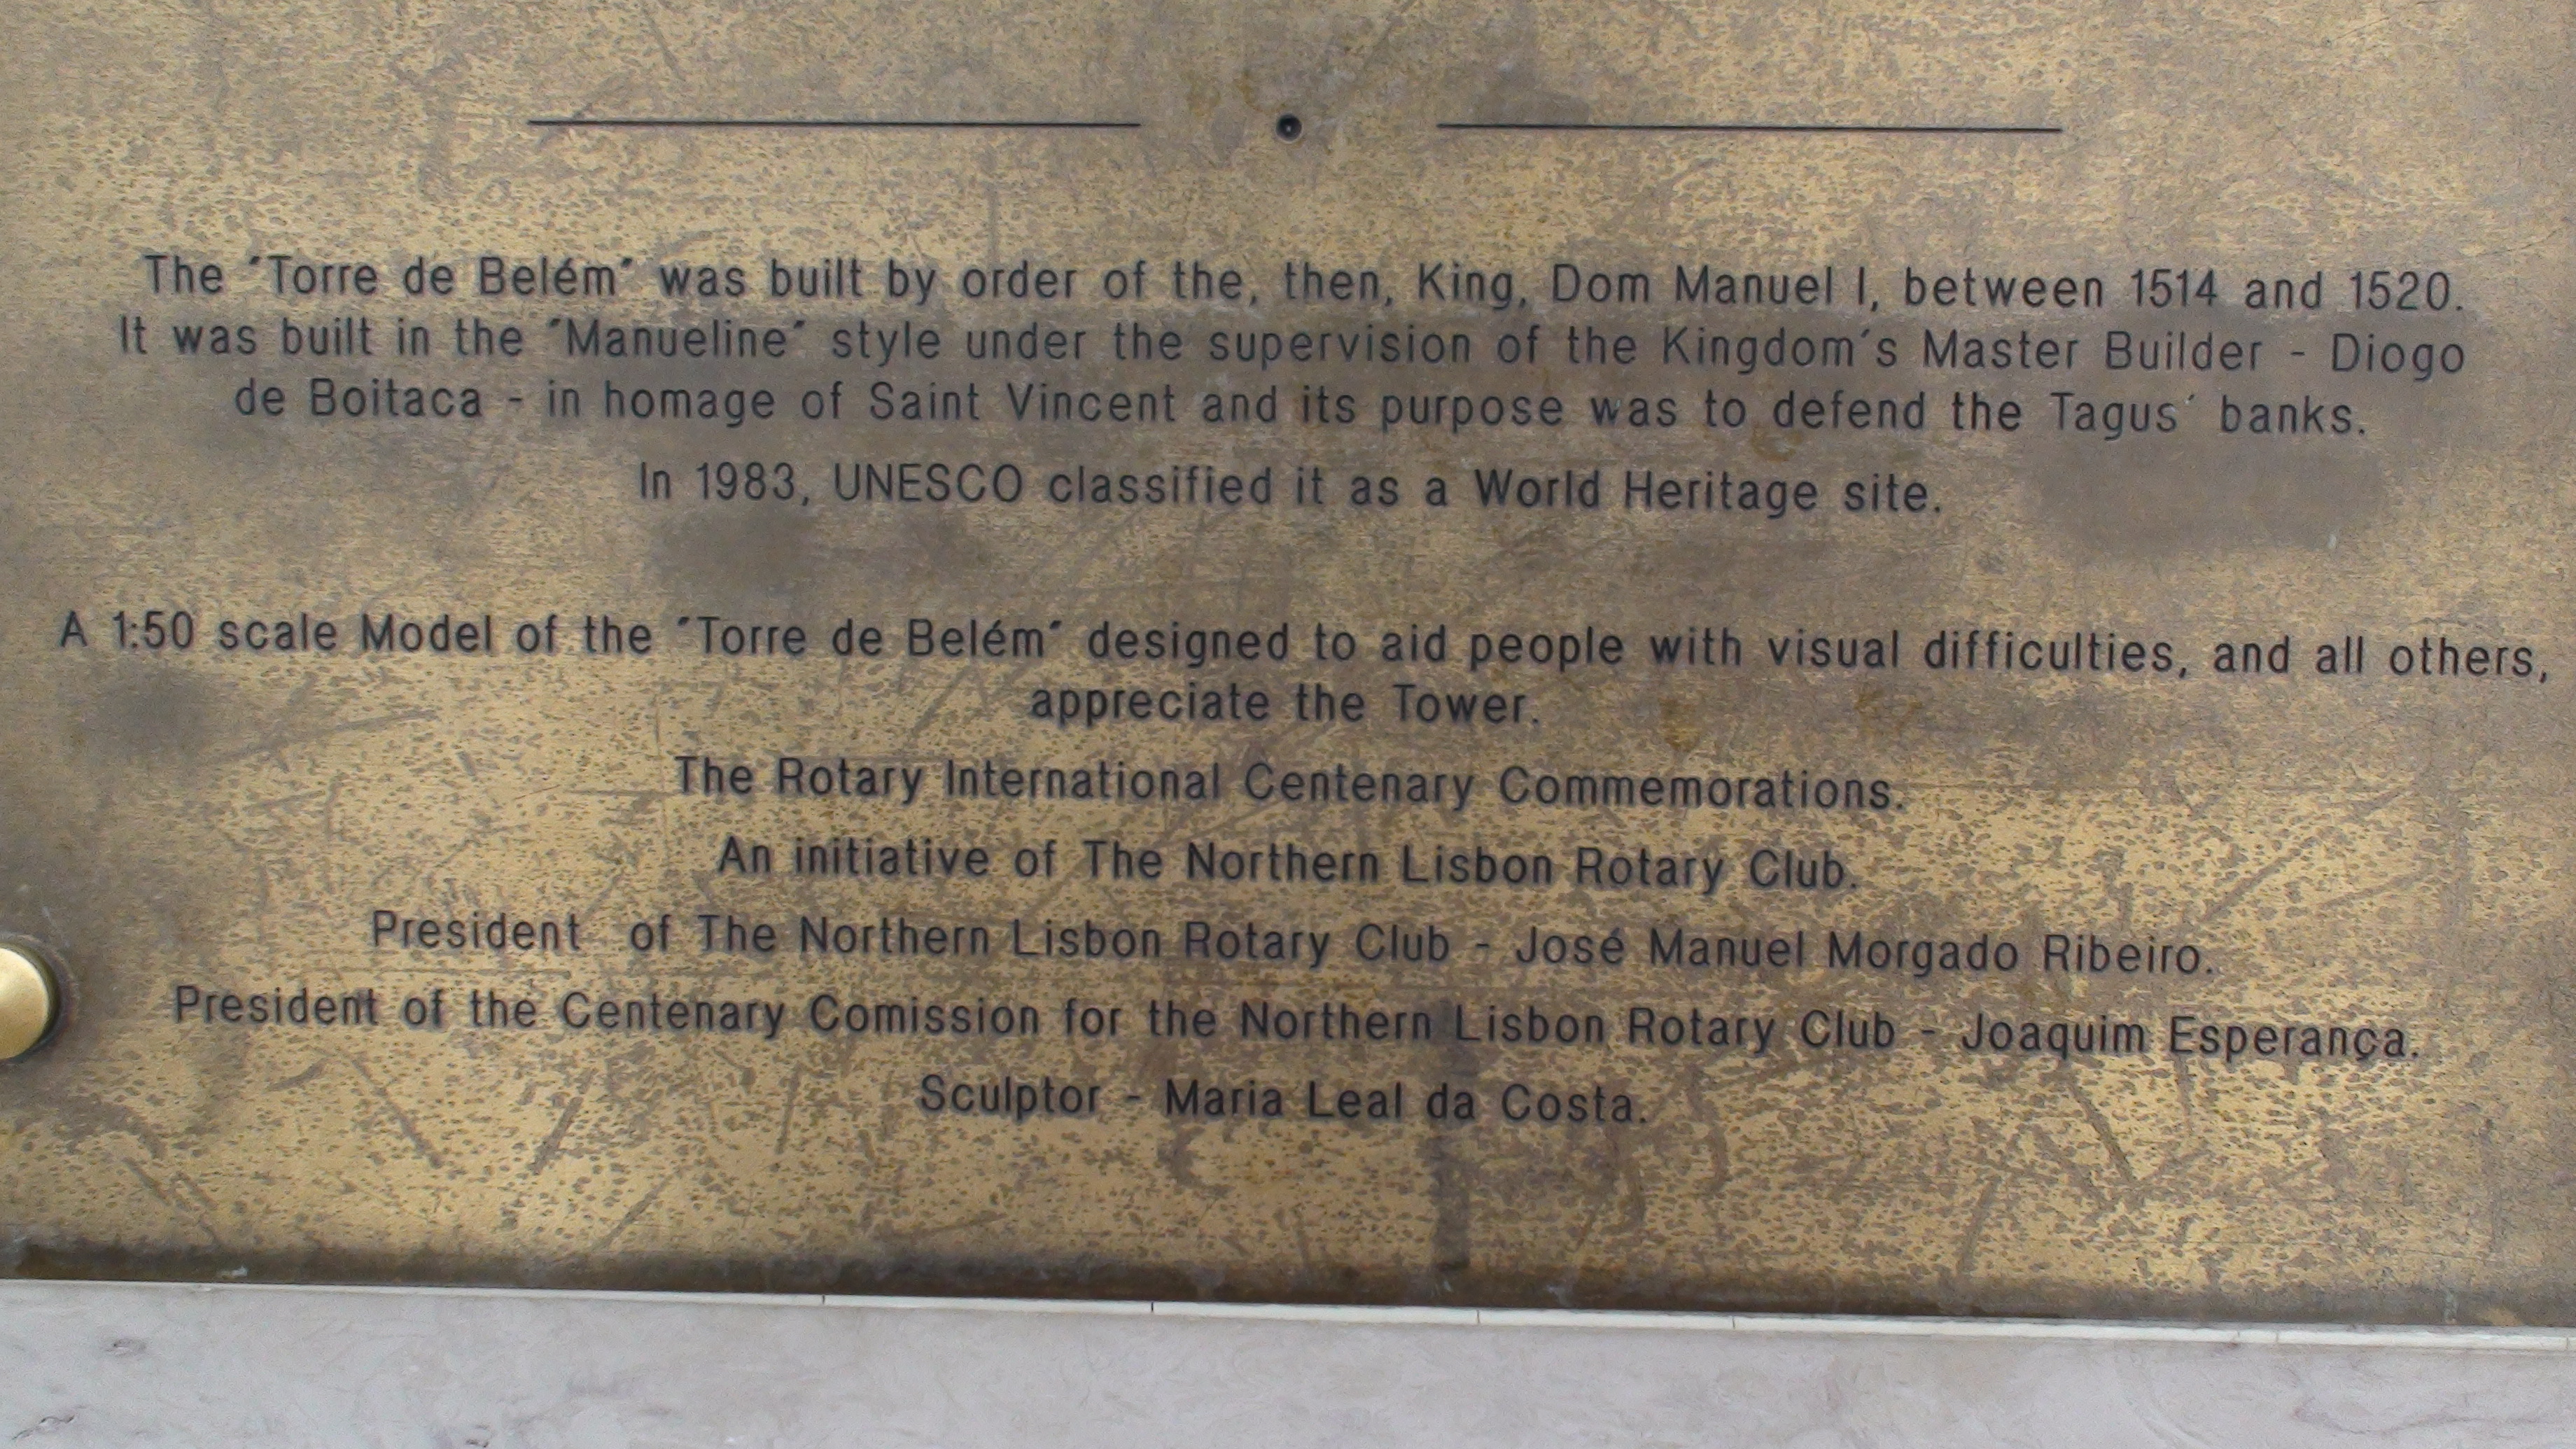 The ˝Torre de Belém˝ was built by order of the, then, King, Dom Manuel I, between 1514 and 1520.
It was built in the ˝Manueline˝ style under the supervision of the Kingdom´s Master Builder - Diogo
de Boitaca - in homage of Saint Vincent and its purpose was to defend the Tagus´ banks.
In 1983, UNESCO classified it as a World Heritage site.
A 1:50 scale Model of the ˝Torre de Belém˝ designed to aid people with visual difficulties, and all others,
appreciate the Tower.
The Rotary International Centenary Commemorations.
An initiative of The Northern Lisbon Rotary Club.
President of The Northern Lisbon Rotary Club - José Manuel Morgado Ribeiro.
President of the Centenary Comission for the Northern Lisbon Rotary Club - Joaquim Esperança.
Sculptor - Maria Leal da Costa.